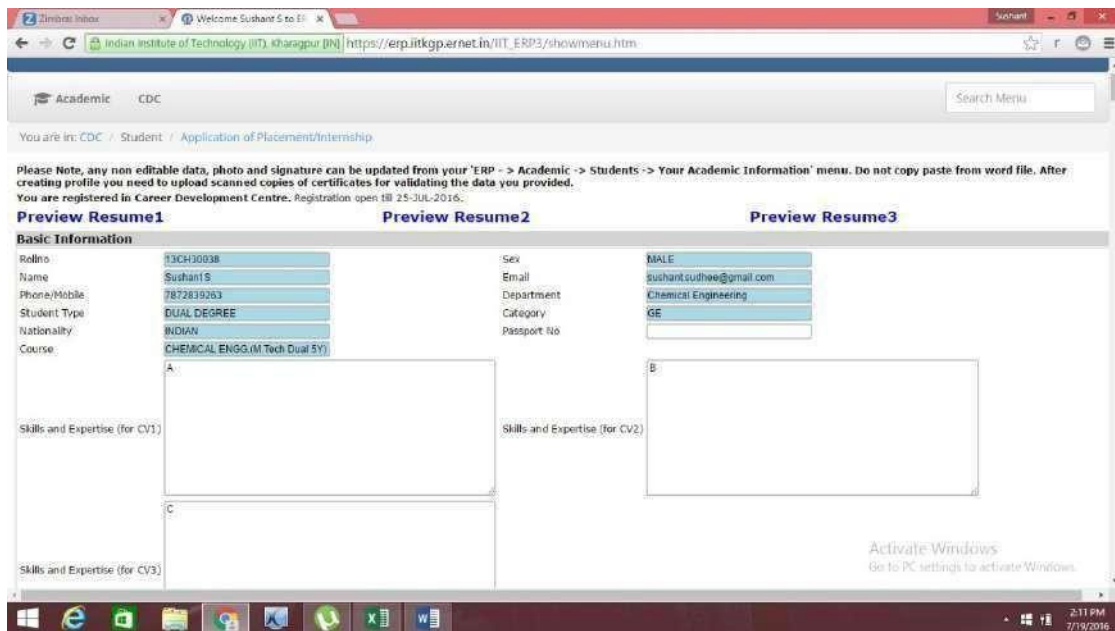 Zimbra: Inbox
Welcome Sushant S to E
Sushant
Indian Institute of Technology (IIT), Kharagpur [IN] https://erp.iitkgp.ernet.in/IIT_ERP3/showmenu.htm
Academic CDC Search Menu
You are in: CDC / Student / Application of Placement/Internship
Please Note, any non editable data, photo and signature can be updated from your 'ERP - > Academic -> Students -> Your Academic Information' menu. Do not copy paste from word file. After
creating profile you need to upload scanned copies of certificates for validating the data you provided.
You are registered in Career Development Centre. Registration open till 25-JUL-2016.
Preview Resume1 Preview Resume2 Preview Resume3
Basic Information
Rollno 13CH30038 Sex MALE
Name Sushant S Email sushant.sudhee@gmail.com
Phone/Mobile 7872839263 Department Chemical Engineering
Student Type DUAL DEGREE Category GE
Nationality INDIAN Passport No
Course CHEMICAL ENGG.(M.Tech Dual 5Y)
A B
Skills and Expertise (for CV1) Skills and Expertise (for CV2)
C
Skills and Expertise (for CV3)
Activate Windows
Go to PC settings to activate Windows.
2:11 PM
7/19/2016